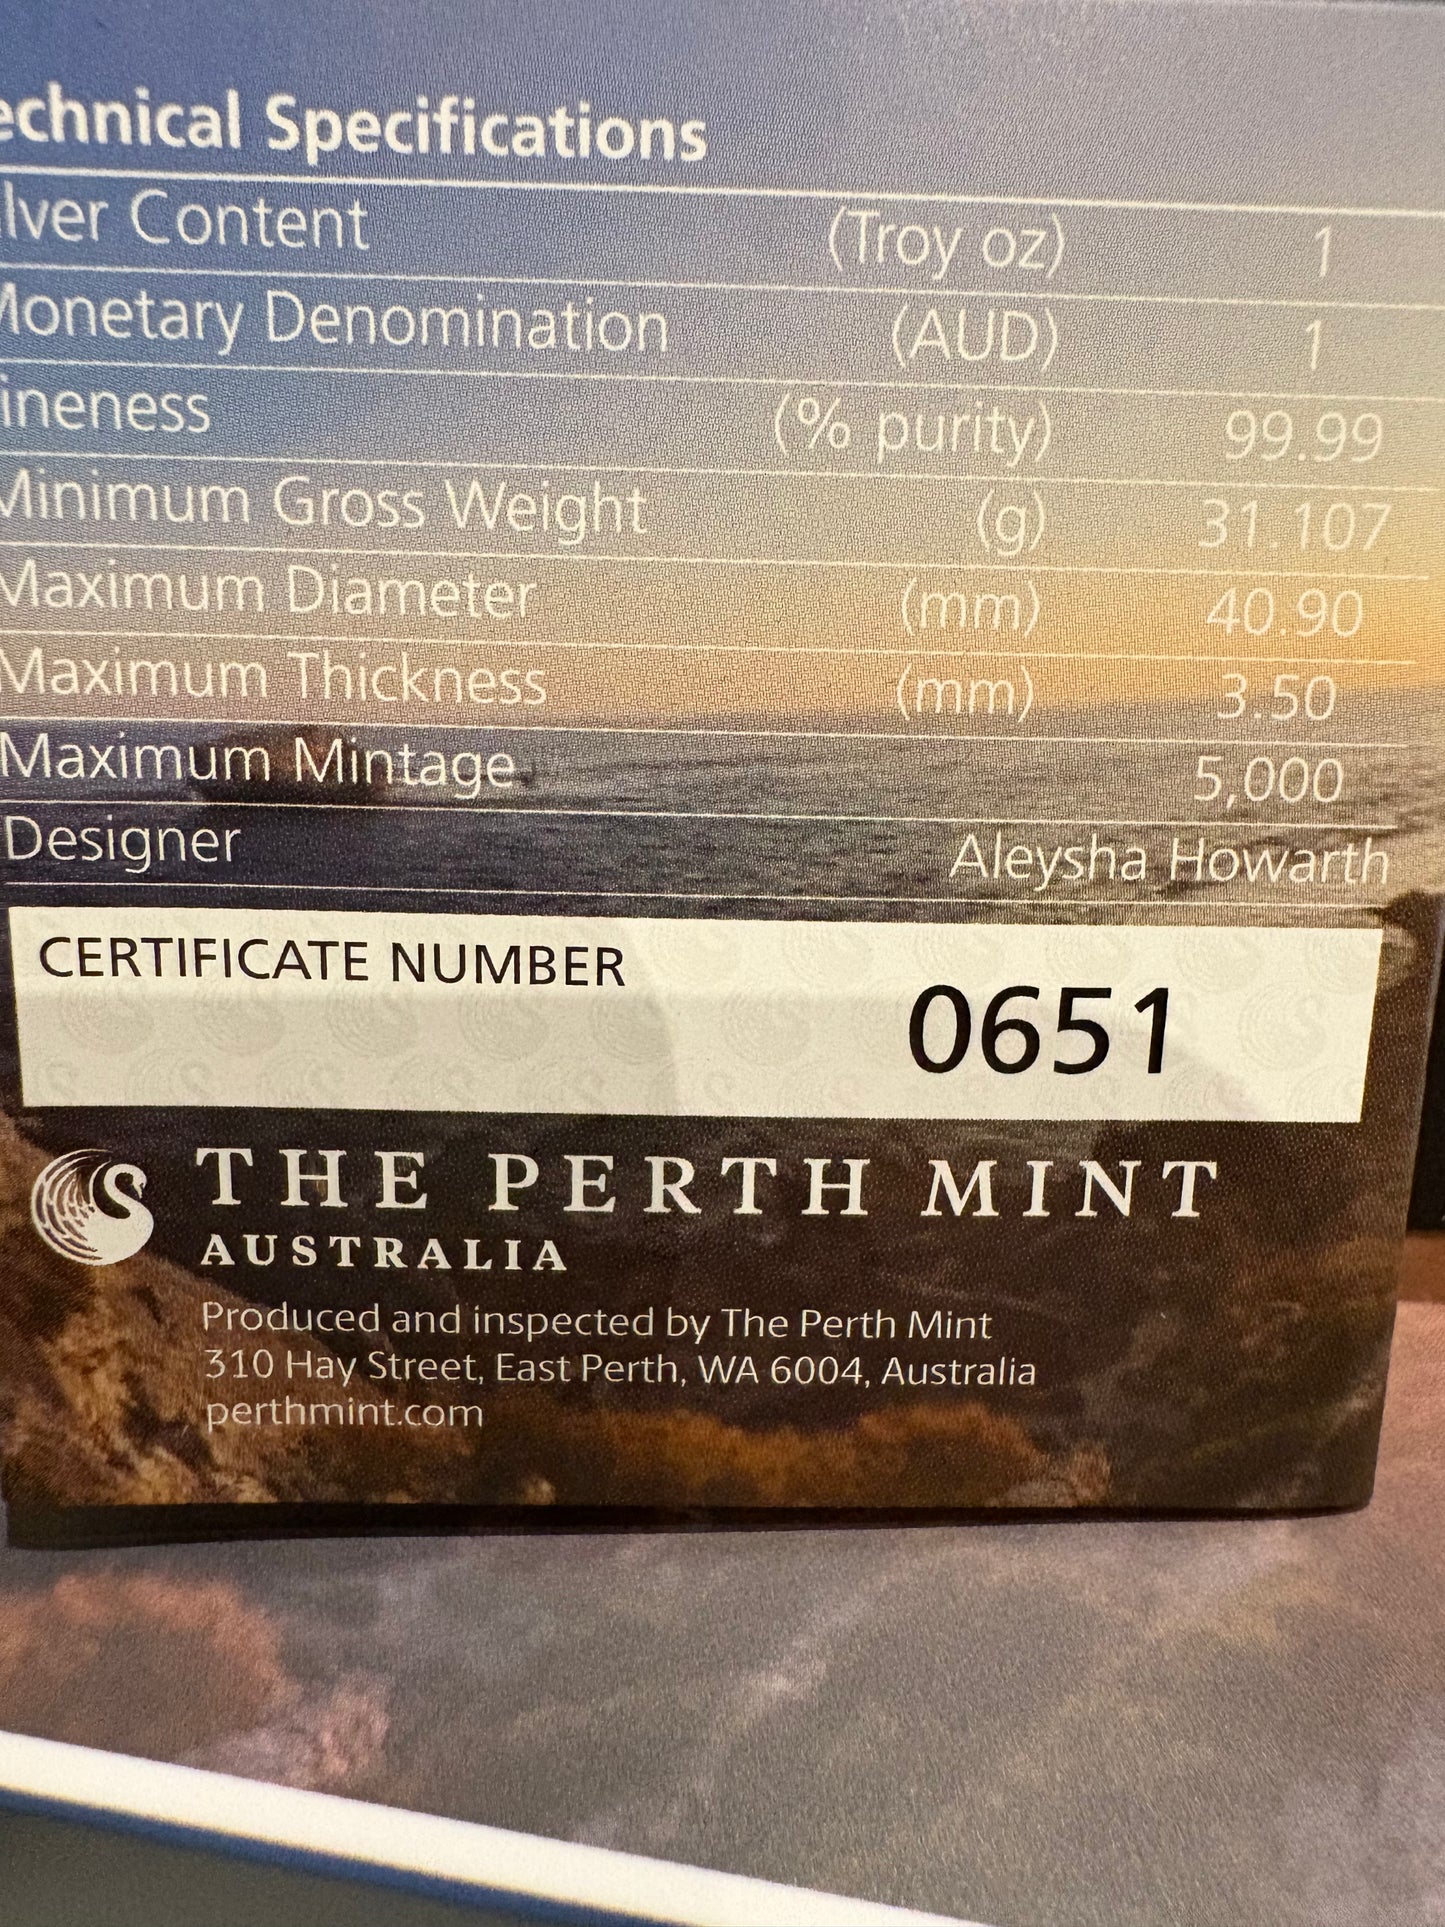 echnical Specifications
lver Content (Troy oz) 1
Monetary Denomination (AUD) 1
ineness (% purity) 99.99
Minimum Gross Weight (g) 31.107
Maximum Diameter (mm) 40.90
Maximum Thickness (mm) 3.50
Maximum Mintage 5,000
Designer Aleysha Howarth
CERTIFICATE NUMBER
0651
THE PERTH MINT
AUSTRALIA
Produced and inspected by The Perth Mint
310 Hay Street, East Perth, WA 6004, Australia
perthmint.com